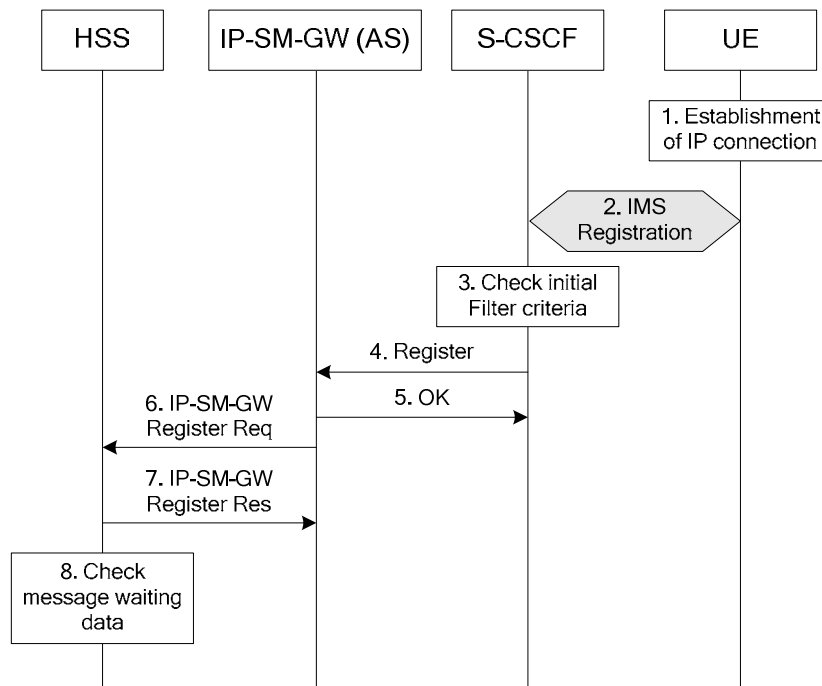 HSS
IP-SM-GW (AS)
S-CSCF
UE
1. Establishment
of IP connection
2. IMS
Registration
3. Check initial
Filter criteria
4. Register
5. OK
6. IP-SM-GW
Register Req
7. IP-SM-GW
Register Res
8. Check
message waiting
data